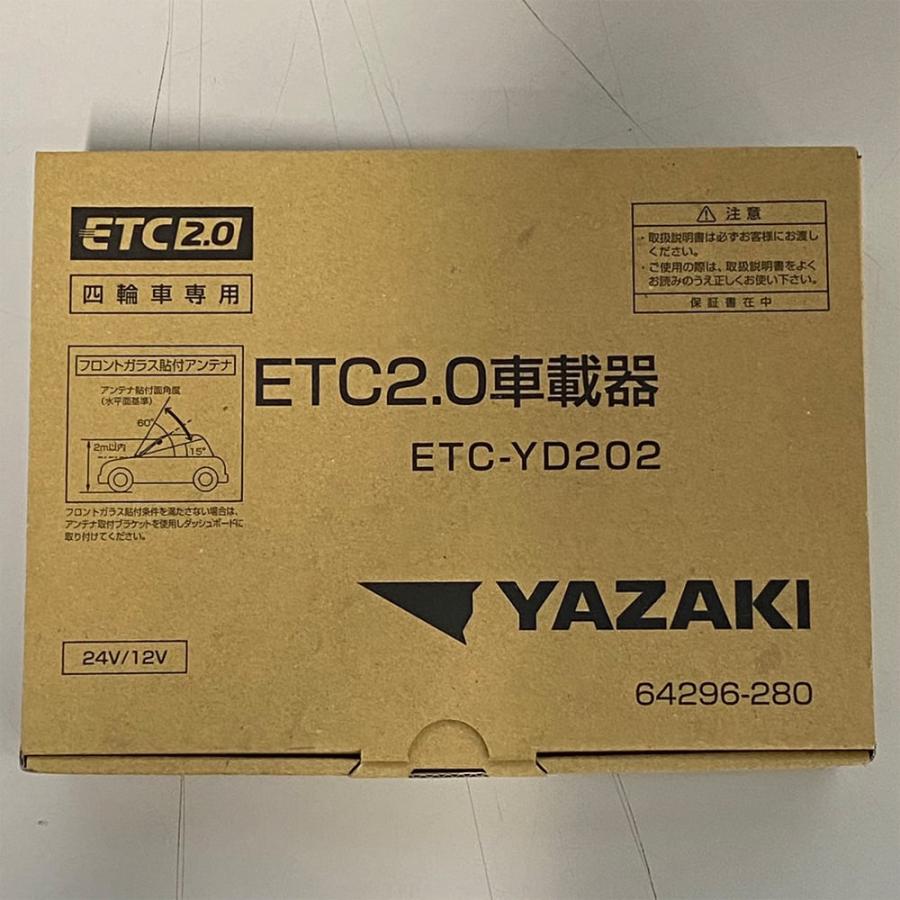 ETC 2.0
四輪車専用
フロントガラス貼付アンテナ
アンテナ貼付面角度
(水平面基準)
60°
2m以内
15°
フロントガラス貼付条件を満たさない場合は、
アンテナ取付ブラケットを使用しダッシュボードに
取り付けてください。
24V/12V
⚠ 注意
・取扱説明書は必ずお客様にお渡し
ください。
・ご使用の際は、取扱説明書をよく
お読みのうえ正しくお使い下さい。
保証書在中
ETC2.0車載器
ETC-YD202
YAZAKI
64296-280